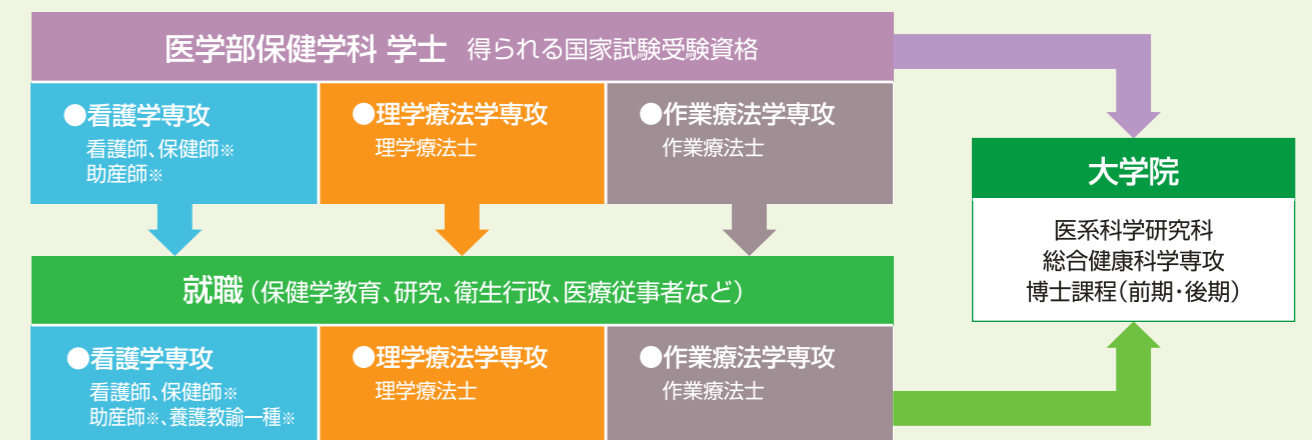 医学部保健学科 学士 得られる国家試験受験資格
●看護学専攻
看護師、保健師※
助産師※
●理学療法学専攻
理学療法士
●作業療法学専攻
作業療法士
大学院
医系科学研究科
総合健康科学専攻
博士課程(前期・後期)
就職(保健学教育、研究、衛生行政、医療従事者など)
●看護学専攻
看護師、保健師※
助産師※、養護教諭一種※
●理学療法学専攻
理学療法士
●作業療法学専攻
作業療法士